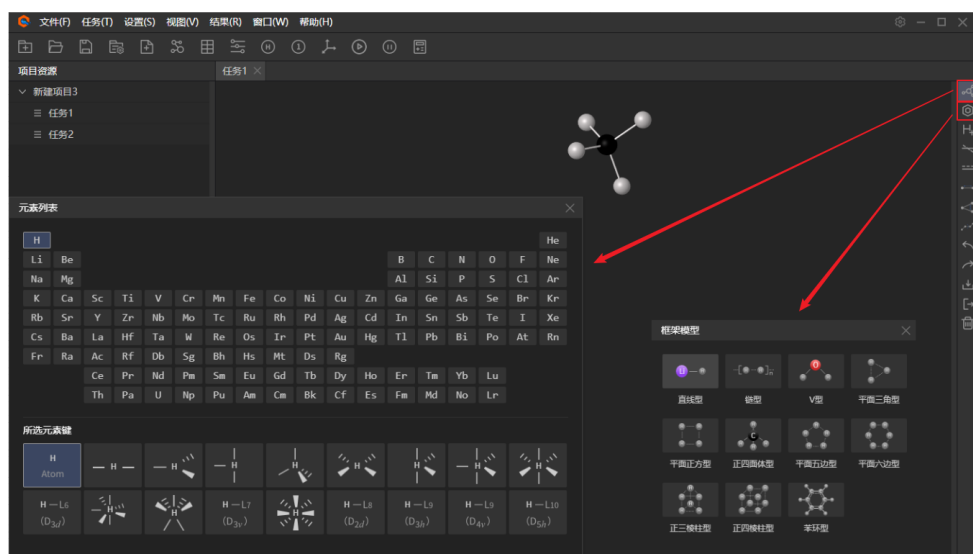 文件(F) 任务(T) 设置(S) 视图(V) 结果(R) 窗口(W) 帮助(H)
项目资源
任务1
新建项目3
任务1
任务2
元素列表
H He
Li Be B C N O F Ne
Na Mg Al Si P S Cl Ar
K Ca Sc Ti V Cr Mn Fe Co Ni Cu Zn Ga Ge As Se Br Kr
Rb Sr Y Zr Nb Mo Tc Ru Rh Pd Ag Cd In Sn Sb Te I Xe
Cs Ba La Hf Ta W Re Os Ir Pt Au Hg Tl Pb Bi Po At Rn
Fr Ra Ac Rf Db Sg Bh Hs Mt Ds Rg
Ce Pr Nd Pm Sm Eu Gd Tb Dy Ho Er Tm Yb Lu
Th Pa U Np Pu Am Cm Bk Cf Es Fm Md No Lr
所选元素键
H H H H H H H H H
Atom
H—L6 H H H—L7 H H—L8 H—L9 H—L9 H—L10
(D3d) (D3v) (D2d) (D3h) (D4v) (D5h)
框架模型
直线型 链型 V型 平面三角型
平面正方型 正四面体型 平面五边型 平面六边型
正三棱柱型 正四棱柱型 苯环型